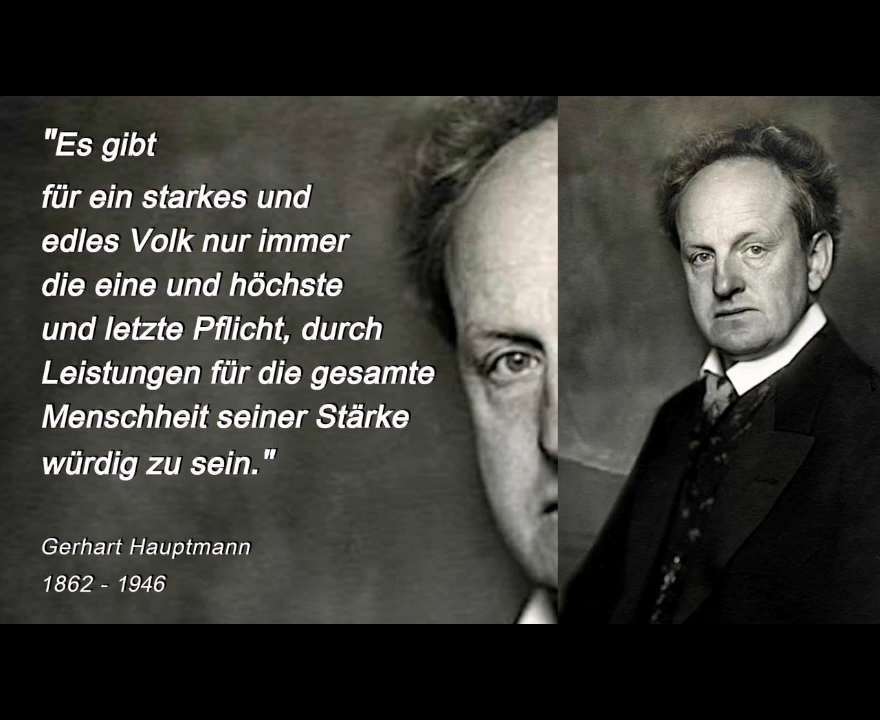 "Es gibt
für ein starkes und
edles Volk nur immer
die eine und höchste
und letzte Pflicht, durch
Leistungen für die gesamte
Menschheit seiner Stärke
würdig zu sein."
Gerhart Hauptmann
1862 - 1946